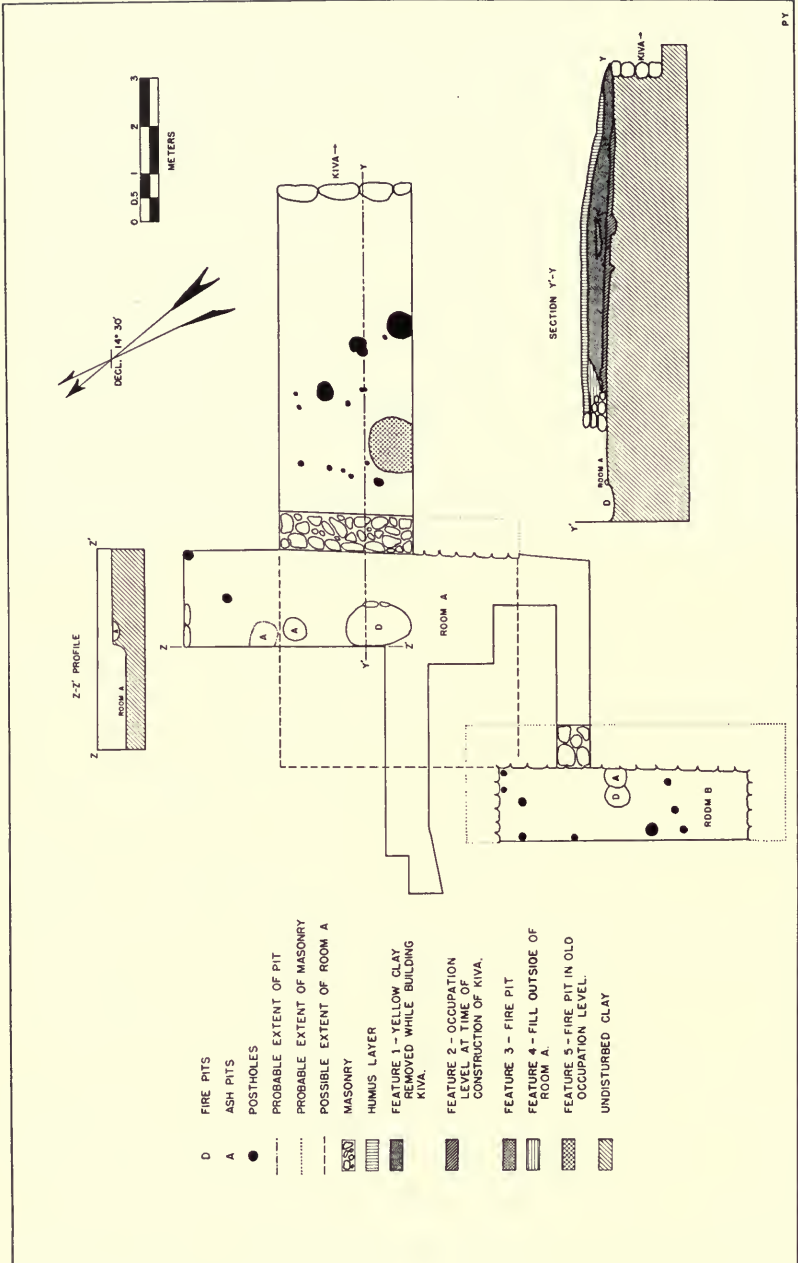 D FIRE PITS
A ASH PITS
POSTHOLES
PROBABLE EXTENT OF PIT
PROBABLE EXTENT OF MASONRY
POSSIBLE EXTENT OF ROOM A
MASONRY
HUMUS LAYER
FEATURE 1 – YELLOW CLAY
REMOVED WHILE BUILDING
KIVA.
FEATURE 2 – OCCUPATION
LEVEL AT TIME OF
CONSTRUCTION OF KIVA.
FEATURE 3 – FIRE PIT
FEATURE 4 – FILL OUTSIDE OF
ROOM A.
FEATURE 5 – FIRE PIT IN OLD
OCCUPATION LEVEL.
UNDISTURBED CLAY
Z-Z' PROFILE
Z
Z'
ROOM A
A
DECL. 14° 30'
0 0.5 1 2 3
METERS
Z
Z'
A
A
D
Y'
Y
KIVA→
ROOM A
D
A
ROOM B
SECTION Y'-Y
Y'
D
ROOM A
Y
KIVA→
PY